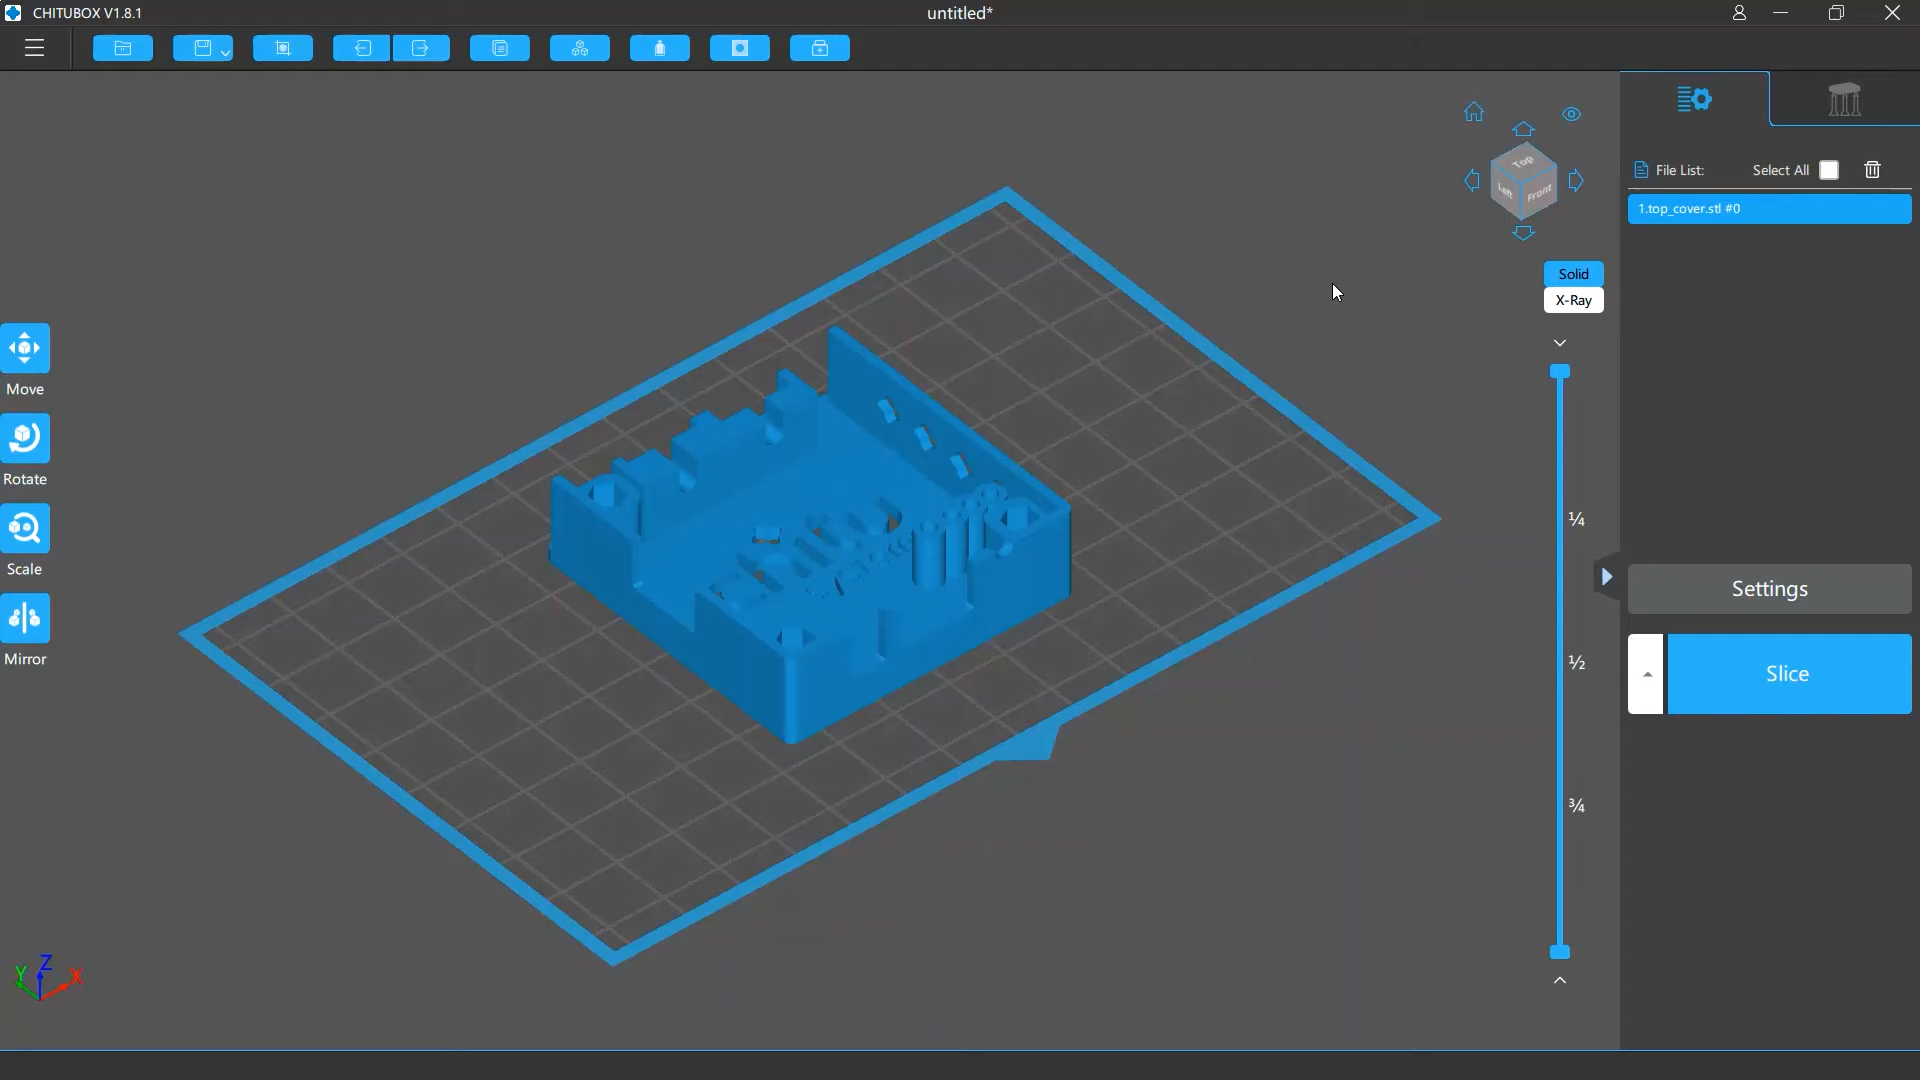 CHITUBOX V1.8.1
untitled*
Top
Left
Front
File List:
Select All
1.top_cover.stl #0
Solid
X-Ray
Move
Rotate
Scale
Mirror
¼
½
¾
Settings
Slice
Z
Y
X